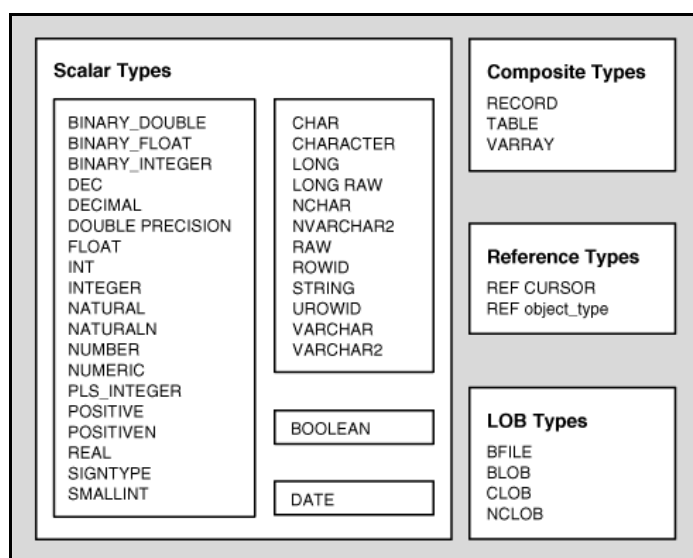 Scalar Types
BINARY_DOUBLE
BINARY_FLOAT
BINARY_INTEGER
DEC
DECIMAL
DOUBLE PRECISION
FLOAT
INT
INTEGER
NATURAL
NATURALN
NUMBER
NUMERIC
PLS_INTEGER
POSITIVE
POSITIVEN
REAL
SIGNTYPE
SMALLINT
CHAR
CHARACTER
LONG
LONG RAW
NCHAR
NVARCHAR2
RAW
ROWID
STRING
UROWID
VARCHAR
VARCHAR2
BOOLEAN
DATE
Composite Types
RECORD
TABLE
VARRAY
Reference Types
REF CURSOR
REF object_type
LOB Types
BFILE
BLOB
CLOB
NCLOB